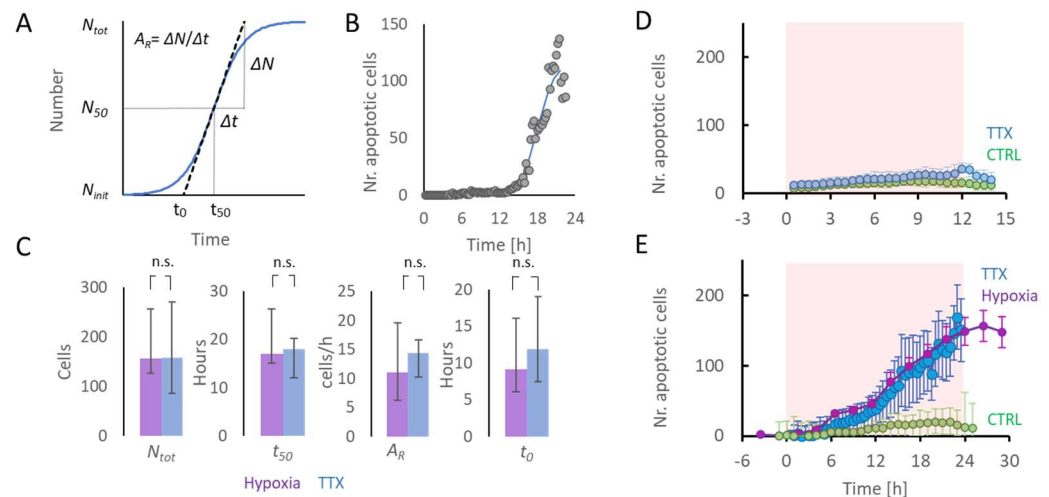 A
N_tot
A_R= ΔN/Δt
ΔN
N_50
Δt
N_init
t_0
t_50
Number
Time
B
Nr. apoptotic cells
150
100
50
0
0 6 12 18 24
Time [h]
C
n.s.
n.s.
n.s.
n.s.
Cells
300
200
100
0
N_tot
Hours
30
20
10
0
t_50
cells/h
25
20
15
10
5
0
A_R
Hours
20
15
10
5
0
t_0
Hypoxia TTX
D
Nr. apoptotic cells
200
100
0
TTX
CTRL
-3 0 3 6 9 12 15
E
Nr. apoptotic cells
200
100
0
TTX
Hypoxia
CTRL
-6 0 6 12 18 24 30
Time [h]